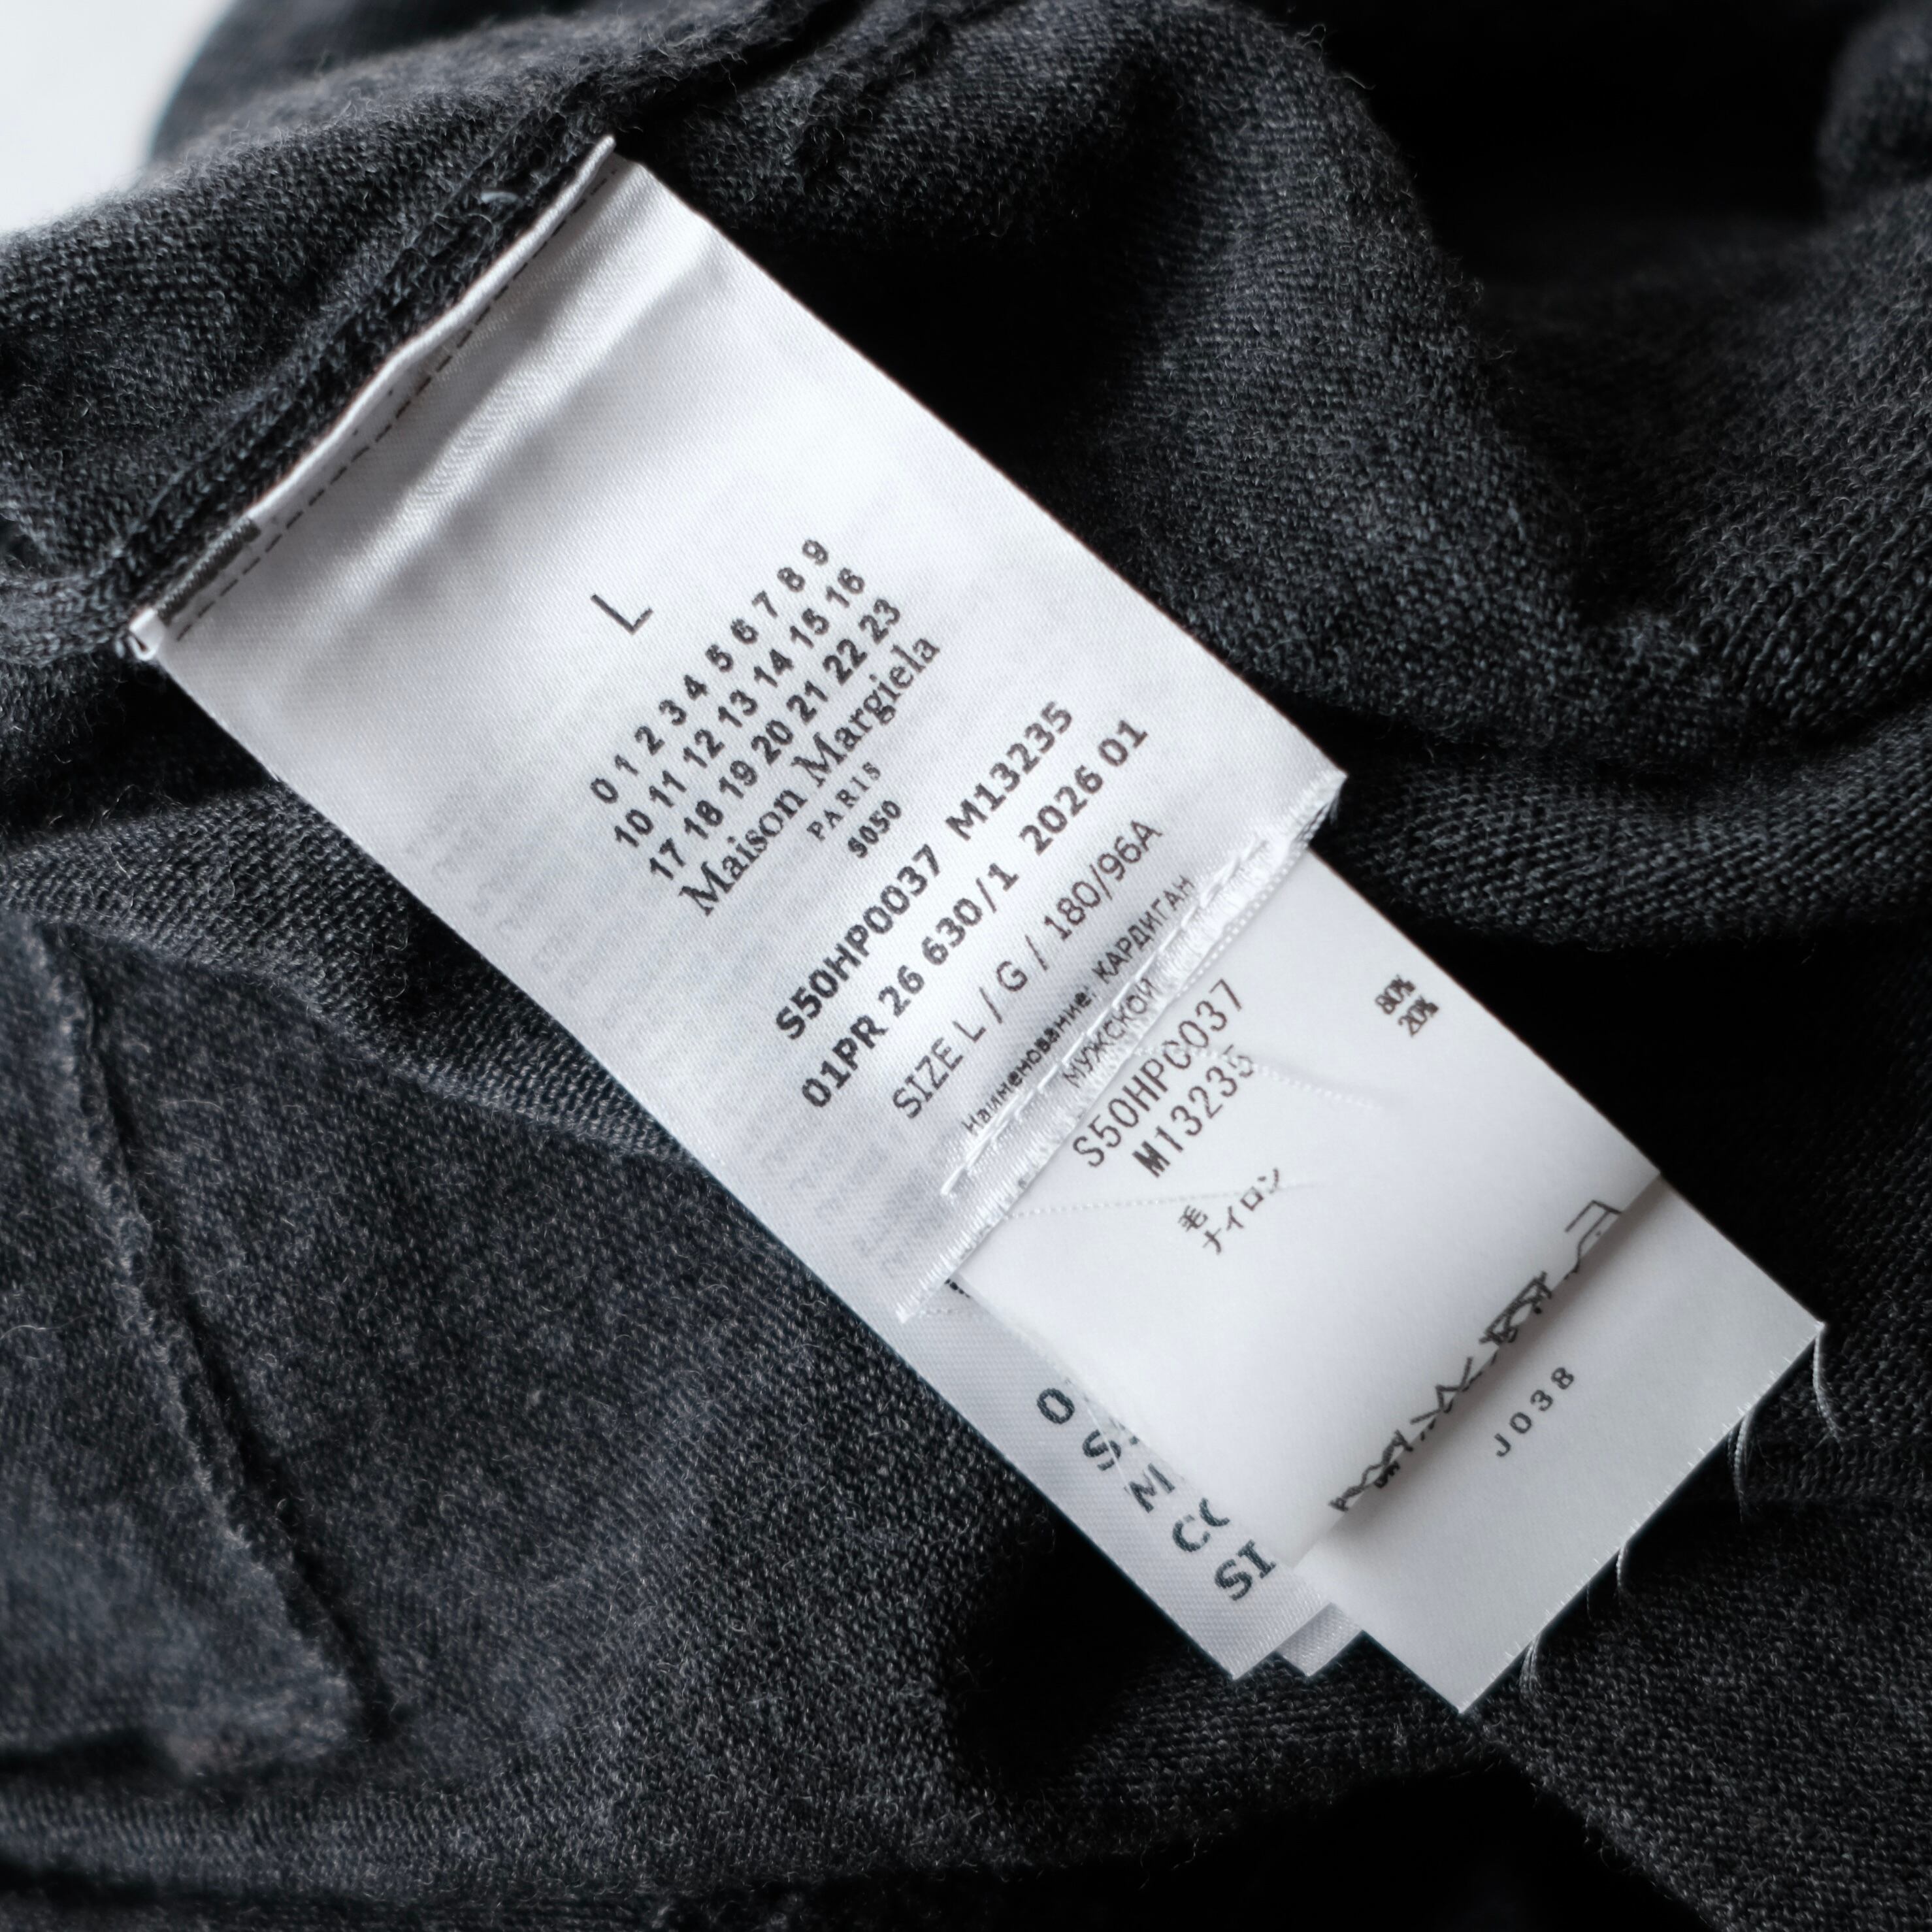 L
0 1 2 3 4 5 6 7 8 9
10 11 12 13 14 15 16
17 18 19 20 21 22 23
Maison Margiela
PARIS
S050
S50HP0037 M13235
01PR 26 630/1 2026 01
SIZE L / G / 180/96A
Наименование: КАРДИГАН
МУЖСКОЙ
S50HP0037
M13235
毛 80%
ナイロン 20%
J038